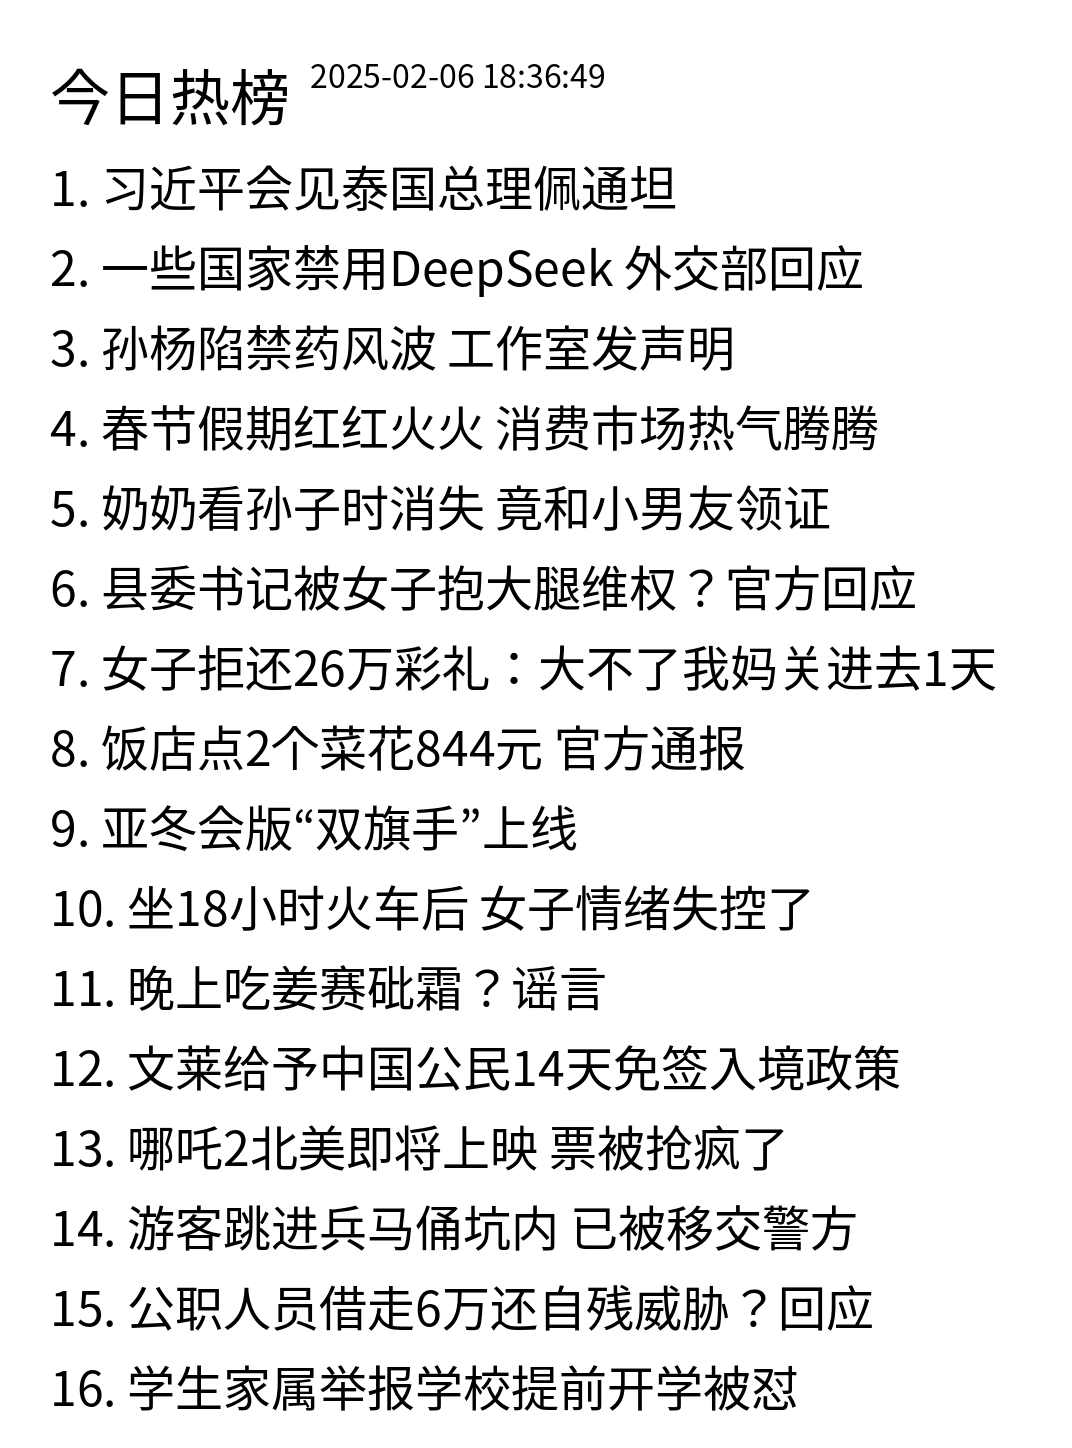 今日热榜 2025-02-06 18:36:49
1. 习近平会见泰国总理佩通坦
2. 一些国家禁用DeepSeek 外交部回应
3. 孙杨陷禁药风波 工作室发声明
4. 春节假期红红火火 消费市场热气腾腾
5. 奶奶看孙子时消失 竟和小男友领证
6. 县委书记被女子抱大腿维权？官方回应
7. 女子拒还26万彩礼：大不了我妈关进去1天
8. 饭店点2个菜花844元 官方通报
9. 亚冬会版“双旗手”上线
10. 坐18小时火车后 女子情绪失控了
11. 晚上吃姜赛砒霜？谣言
12. 文莱给予中国公民14天免签入境政策
13. 哪吒2北美即将上映 票被抢疯了
14. 游客跳进兵马俑坑内 已被移交警方
15. 公职人员借走6万还自残威胁？回应
16. 学生家属举报学校提前开学被怼